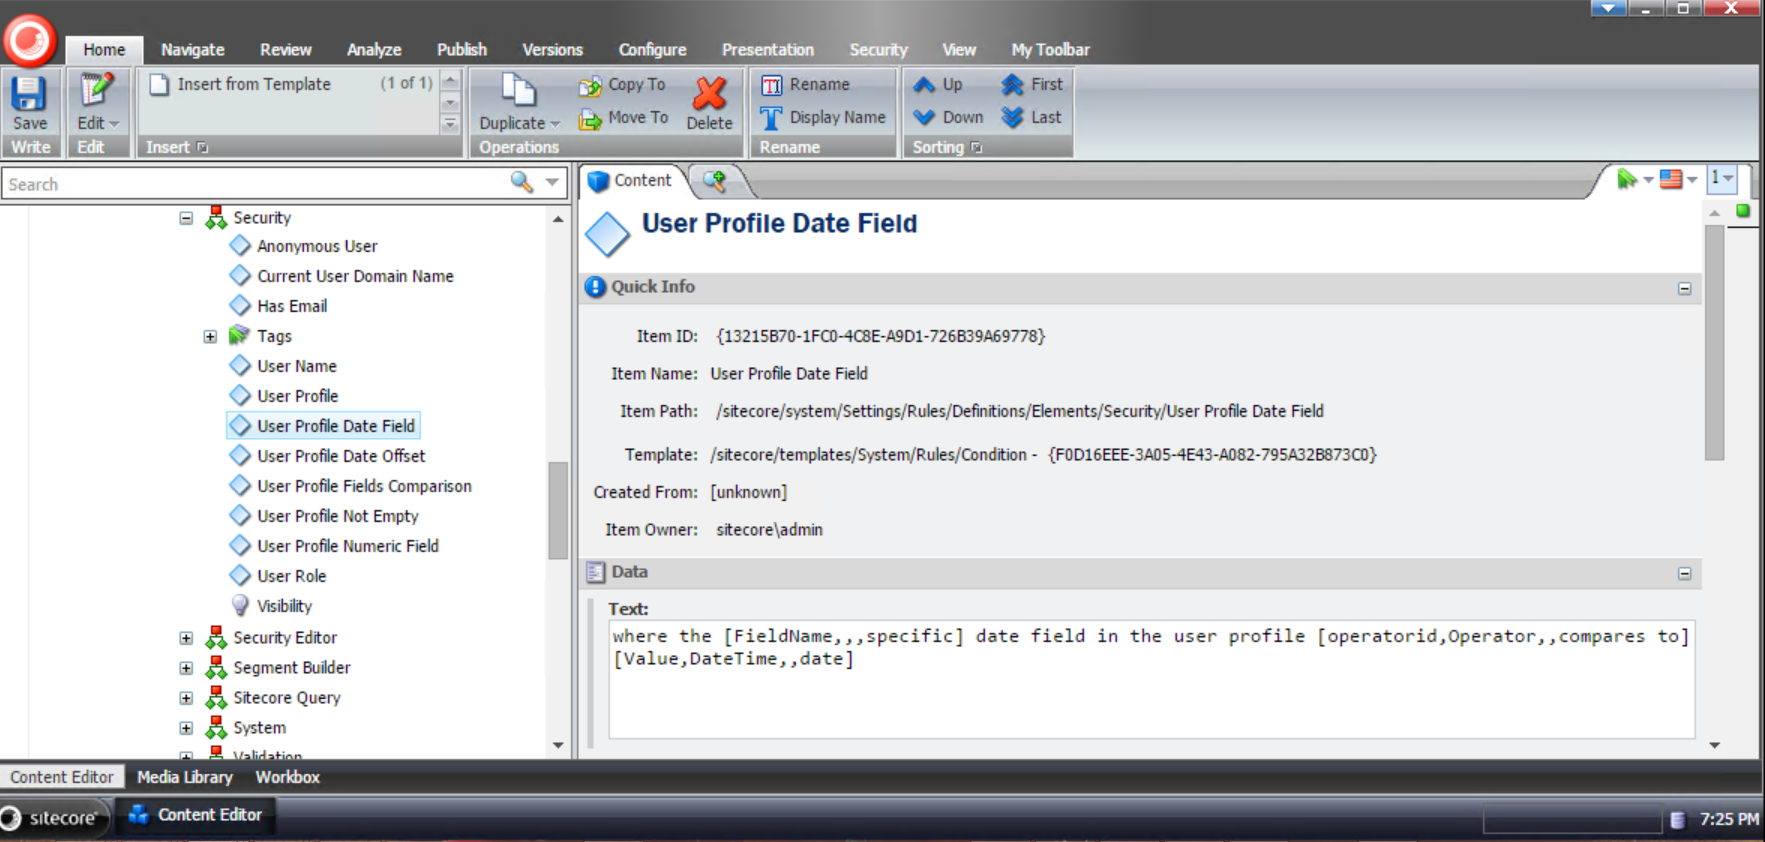 Home Navigate Review Analyze Publish Versions Configure Presentation Security View My Toolbar
Save
Write
Edit
Edit
Insert from Template (1 of 1)
Insert
Duplicate
Copy To
Move To
Delete
Operations
Rename
Display Name
Rename
Up First
Down Last
Sorting
Search
Security
Anonymous User
Current User Domain Name
Has Email
Tags
User Name
User Profile
User Profile Date Field
User Profile Date Offset
User Profile Fields Comparison
User Profile Not Empty
User Profile Numeric Field
User Role
Visibility
Security Editor
Segment Builder
Sitecore Query
System
Validation
Content
1
User Profile Date Field
Quick Info
Item ID: {13215B70-1FC0-4C8E-A9D1-726B39A69778}
Item Name: User Profile Date Field
Item Path: /sitecore/system/Settings/Rules/Definitions/Elements/Security/User Profile Date Field
Template: /sitecore/templates/System/Rules/Condition - {F0D16EEE-3A05-4E43-A082-795A32B873C0}
Created From: [unknown]
Item Owner: sitecore\admin
Data
Text:
where the [FieldName,,,specific] date field in the user profile [operatorid,Operator,,compares to]
[Value,DateTime,,date]
Content Editor Media Library Workbox
sitecore Content Editor 7:25 PM